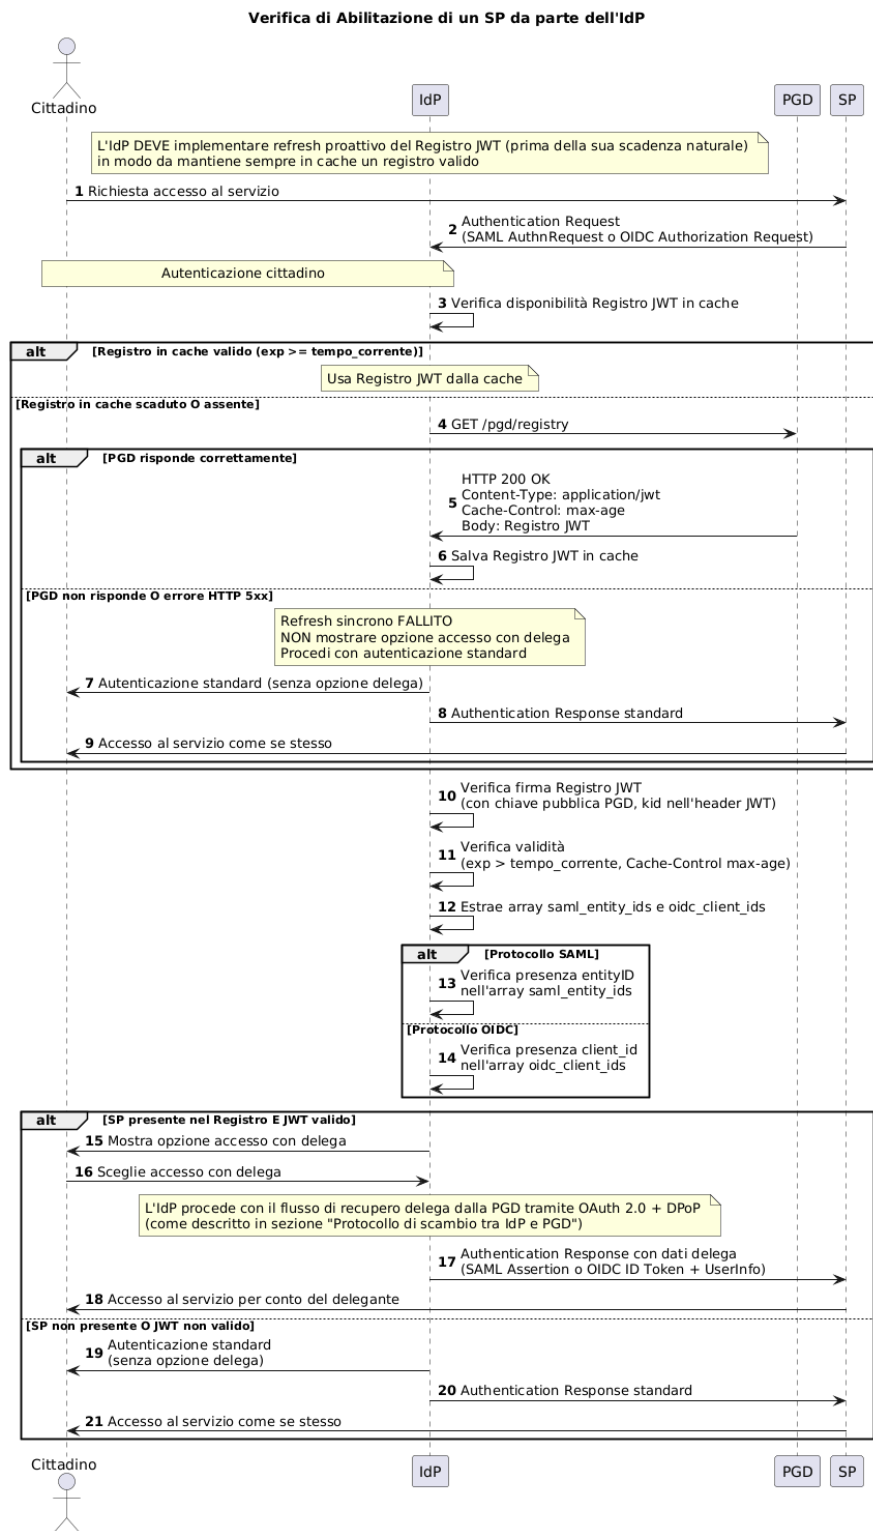 Verifica di Abilitazione di un SP da parte dell'IdP
Cittadino
IdP
PGD
SP
L'IdP DEVE implementare refresh proattivo del Registro JWT (prima della sua scadenza naturale)
in modo da mantiene sempre in cache un registro valido
1 Richiesta accesso al servizio
2 Authentication Request
(SAML AuthnRequest o OIDC Authorization Request)
Autenticazione cittadino
3 Verifica disponibilità Registro JWT in cache
alt [Registro in cache valido (exp >= tempo_corrente)]
Usa Registro JWT dalla cache
[Registro in cache scaduto O assente]
4 GET /pgd/registry
alt [PGD risponde correttamente]
5 HTTP 200 OK
Content-Type: application/jwt
Cache-Control: max-age
Body: Registro JWT
6 Salva Registro JWT in cache
[PGD non risponde O errore HTTP 5xx]
Refresh sincrono FALLITO
NON mostrare opzione accesso con delega
Procedi con autenticazione standard
7 Autenticazione standard (senza opzione delega)
8 Authentication Response standard
9 Accesso al servizio come se stesso
10 Verifica firma Registro JWT
(con chiave pubblica PGD, kid nell'header JWT)
11 Verifica validità
(exp > tempo_corrente, Cache-Control max-age)
12 Estrae array saml_entity_ids e oidc_client_ids
alt [Protocollo SAML]
13 Verifica presenza entityID
nell'array saml_entity_ids
[Protocollo OIDC]
14 Verifica presenza client_id
nell'array oidc_client_ids
alt [SP presente nel Registro E JWT valido]
15 Mostra opzione accesso con delega
16 Sceglie accesso con delega
L'IdP procede con il flusso di recupero delega dalla PGD tramite OAuth 2.0 + DPoP
(come descritto in sezione "Protocollo di scambio tra IdP e PGD")
17 Authentication Response con dati delega
(SAML Assertion o OIDC ID Token + UserInfo)
18 Accesso al servizio per conto del delegante
[SP non presente O JWT non valido]
19 Autenticazione standard
(senza opzione delega)
20 Authentication Response standard
21 Accesso al servizio come se stesso
Cittadino
IdP
PGD
SP